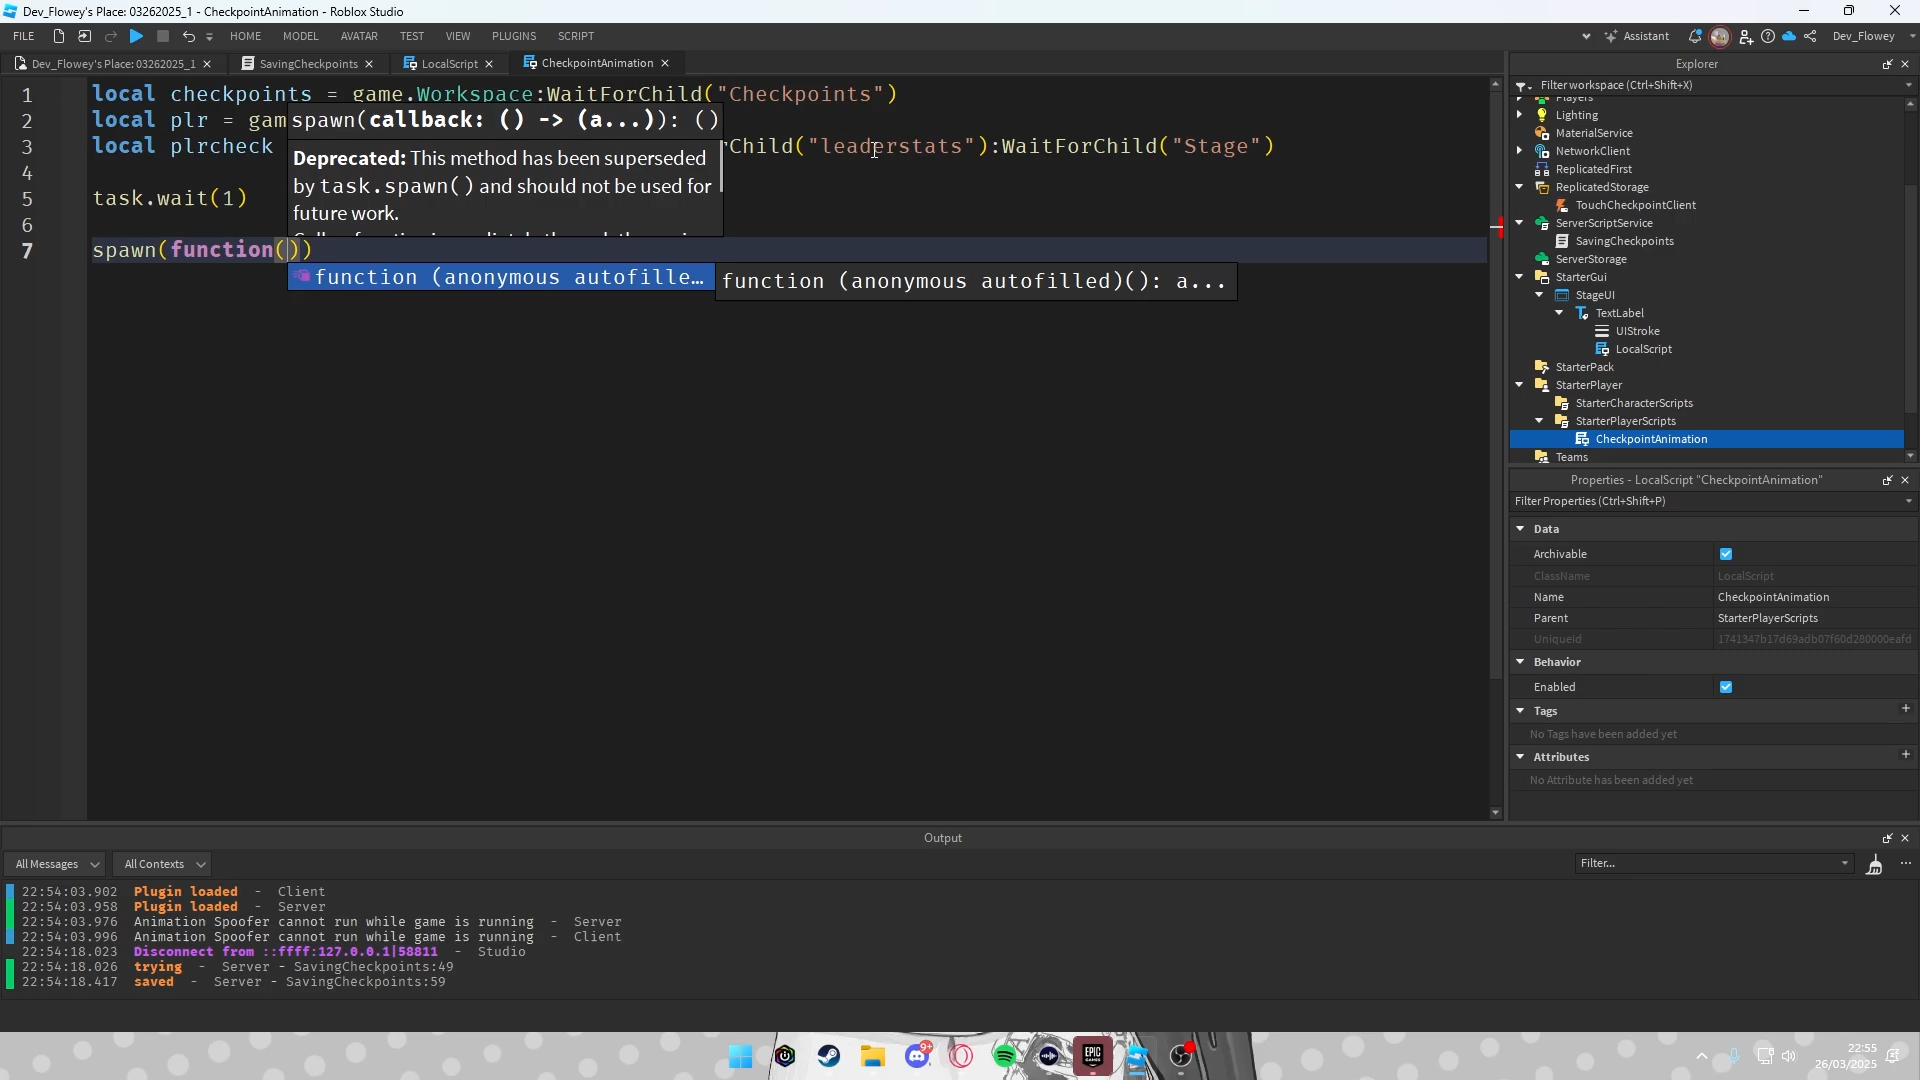 Dev_Flowey's Place: 03262025_1 - CheckpointAnimation - Roblox Studio
FILE HOME MODEL AVATAR TEST VIEW PLUGINS SCRIPT Assistant Dev_Flowey
Dev_Flowey's Place: 03262025_1 SavingCheckpoints LocalScript CheckpointAnimation
Explorer
Filter workspace (Ctrl+Shift+X)
1 local checkpoints = game.Workspace:WaitForChild("Checkpoints")
2 local plr = gam
3 local plrcheck rChild("leaderstats"):WaitForChild("Stage")
4
5 task.wait(1)
6
7 spawn(function())
spawn(callback: () -> (a...)): ()
Deprecated: This method has been superseded
by task.spawn() and should not be used for
future work.
function (anonymous autofille...
function (anonymous autofilled)(): a...
Players
Lighting
MaterialService
NetworkClient
ReplicatedFirst
ReplicatedStorage
TouchCheckpointClient
ServerScriptService
SavingCheckpoints
ServerStorage
StarterGui
StageUI
TextLabel
UIStroke
LocalScript
StarterPack
StarterPlayer
StarterCharacterScripts
StarterPlayerScripts
CheckpointAnimation
Teams
Properties - LocalScript "CheckpointAnimation"
Filter Properties (Ctrl+Shift+P)
Data
Archivable
ClassName LocalScript
Name CheckpointAnimation
Parent StarterPlayerScripts
UniqueId 1741347b17d69adb07f60d280000eafd
Behavior
Enabled
Tags
No Tags have been added yet
Attributes
No Attribute has been added yet
Output
All Messages All Contexts Filter...
22:54:03.902 Plugin loaded - Client
22:54:03.958 Plugin loaded - Server
22:54:03.976 Animation Spoofer cannot run while game is running - Server
22:54:03.996 Animation Spoofer cannot run while game is running - Client
22:54:18.023 Disconnect from ::ffff:127.0.0.1|58811 - Studio
22:54:18.026 trying - Server - SavingCheckpoints:49
22:54:18.417 saved - Server - SavingCheckpoints:59
9+
EPIC GAMES
22:55
26/03/2025